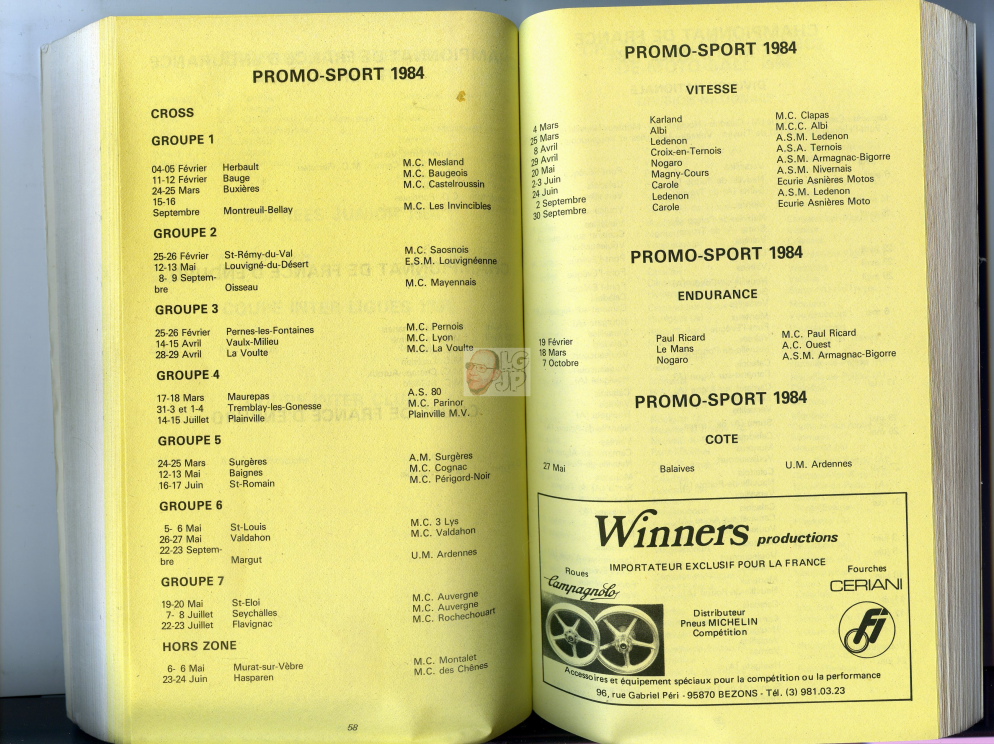 PROMO-SPORT 1984
CROSS
GROUPE 1
04-05 Février Herbault M.C. Mesland
11-12 Février Bauge M.C. Baugeois
24-25 Mars Buxières M.C. Castelroussin
15-16
Septembre Montreuil-Bellay M.C. Les Invincibles
GROUPE 2
25-26 Février St-Rémy-du-Val M.C. Saosnois
12-13 Mai Louvigné-du-Désert E.S.M. Louvignéenne
8- 9 Septem-
bre Oisseau M.C. Mayennais
GROUPE 3
25-26 Février Pernes-les-Fontaines M.C. Pernois
14-15 Avril Vaulx-Milieu M.C. Lyon
28-29 Avril La Voulte M.C. La Voulte
GROUPE 4
17-18 Mars Maurepas A.S. 80
31-3 et 1-4 Tremblay-les-Gonesse M.C. Parinor
14-15 Juillet Plainville Plainville M.V.
GROUPE 5
24-25 Mars Surgères A.M. Surgères
12-13 Mai Baignes M.C. Cognac
16-17 Juin St-Romain M.C. Périgord-Noir
GROUPE 6
5- 6 Mai St-Louis M.C. 3 Lys
26-27 Mai Valdahon M.C. Valdahon
22-23 Septem-
bre Margut U.M. Ardennes
GROUPE 7
19-20 Mai St-Eloi M.C. Auvergne
7- 8 Juillet Seychalles M.C. Auvergne
22-23 Juillet Flavignac M.C. Rochechouart
HORS ZONE
6- 6 Mai Murat-sur-Vèbre M.C. Montalet
23-24 Juin Hasparen M.C. des Chênes
58
PROMO-SPORT 1984
VITESSE
4 Mars Karland M.C. Clapas
25 Mars Albi M.C.C. Albi
8 Avril Ledenon A.S.M. Ledenon
29 Avril Croix-en-Ternois A.S.A. Ternois
20 Mai Nogaro A.S.M. Armagnac-Bigorre
2-3 Juin Magny-Cours A.S.M. Nivernais
24 Juin Carole Ecurie Asnières Motos
2 Septembre Ledenon A.S.M. Ledenon
30 Septembre Carole Ecurie Asnières Moto
PROMO-SPORT 1984
ENDURANCE
19 Février Paul Ricard M.C. Paul Ricard
18 Mars Le Mans A.C. Ouest
7 Octobre Nogaro A.S.M. Armagnac-Bigorre
PROMO-SPORT 1984
COTE
27 Mai Balaives U.M. Ardennes
Winners productions
IMPORTATEUR EXCLUSIF POUR LA FRANCE
Roues
Campagnolo
Fourches
CERIANI
Distributeur
Pneus MICHELIN
Compétition
Fi
Accessoires et équipement spéciaux pour la compétition ou la performance
96, rue Gabriel Péri - 95870 BEZONS - Tél. (3) 981.03.23
LG
JP